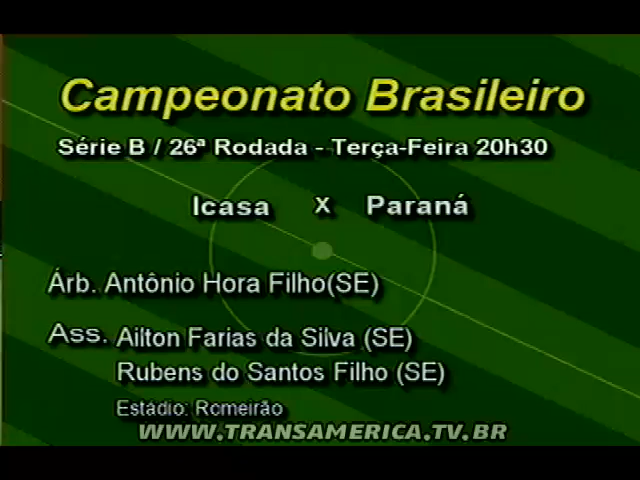 Campeonato Brasileiro
Série B / 26ª Rodada - Terça-Feira 20h30
Icasa X Paraná
Árb. Antônio Hora Filho(SE)
Ass. Ailton Farias da Silva (SE)
Rubens do Santos Filho (SE)
Estádio: Romeirão
WWW.TRANSAMERICA.TV.BR